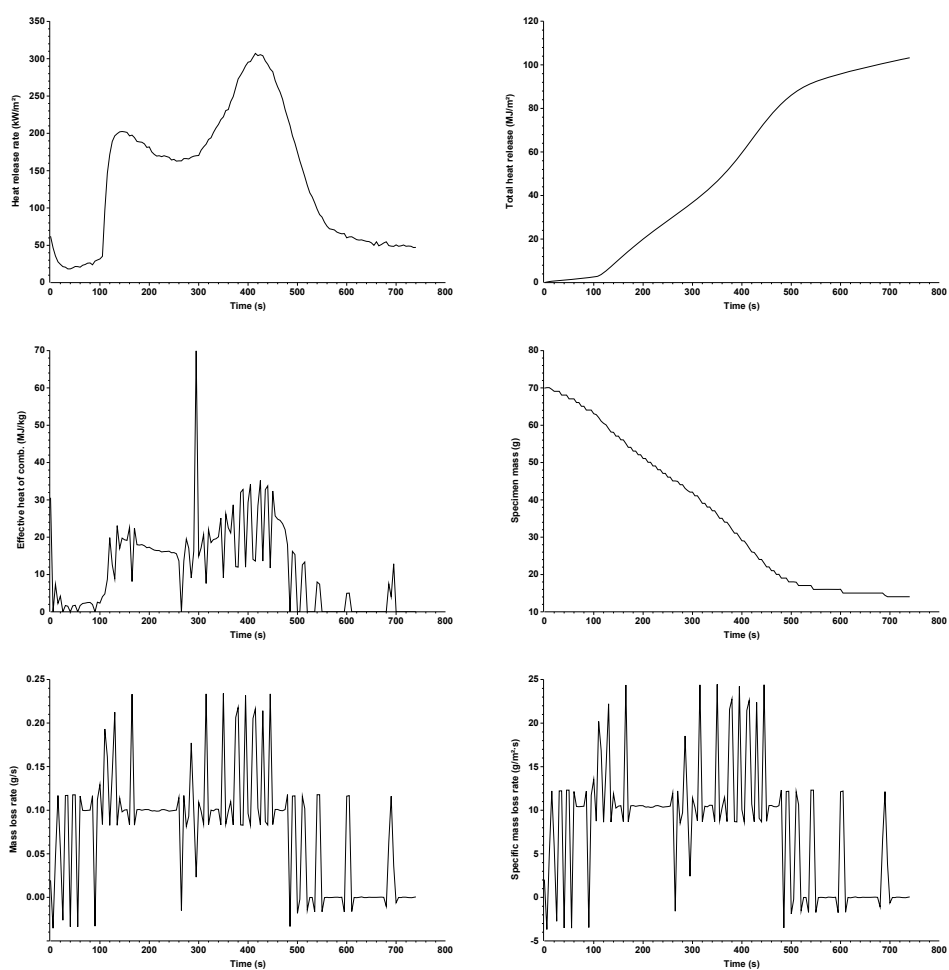 350
300
250
200
150
100
50
0
Heat release rate (kW/m²)
0 100 200 300 400 500 600 700 800
Time (s)
120
100
80
60
40
20
0
Total heat release (MJ/m²)
0 100 200 300 400 500 600 700 800
Time (s)
70
60
50
40
30
20
10
0
Effective heat of comb. (MJ/kg)
0 100 200 300 400 500 600 700 800
Time (s)
80
70
60
50
40
30
20
10
Specimen mass (g)
0 100 200 300 400 500 600 700 800
Time (s)
0.25
0.20
0.15
0.10
0.05
0.00
Mass loss rate (g/s)
0 100 200 300 400 500 600 700 800
Time (s)
25
20
15
10
5
0
-5
Specific mass loss rate (g/m²·s)
0 100 200 300 400 500 600 700 800
Time (s)